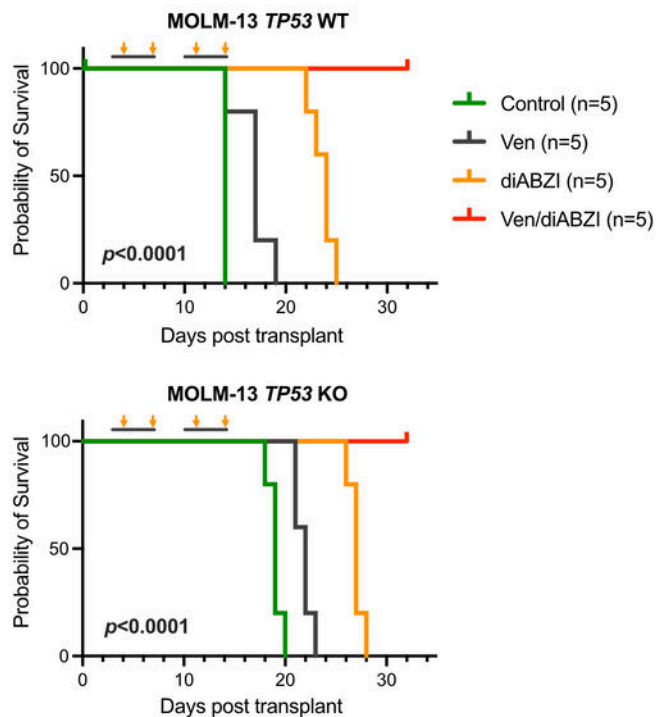 MOLM-13 TP53 WT
100
50
0
Probability of Survival
p<0.0001
0 10 20 30
Days post transplant
Control (n=5)
Ven (n=5)
diABZI (n=5)
Ven/diABZI (n=5)
MOLM-13 TP53 KO
100
50
0
Probability of Survival
p<0.0001
0 10 20 30
Days post transplant